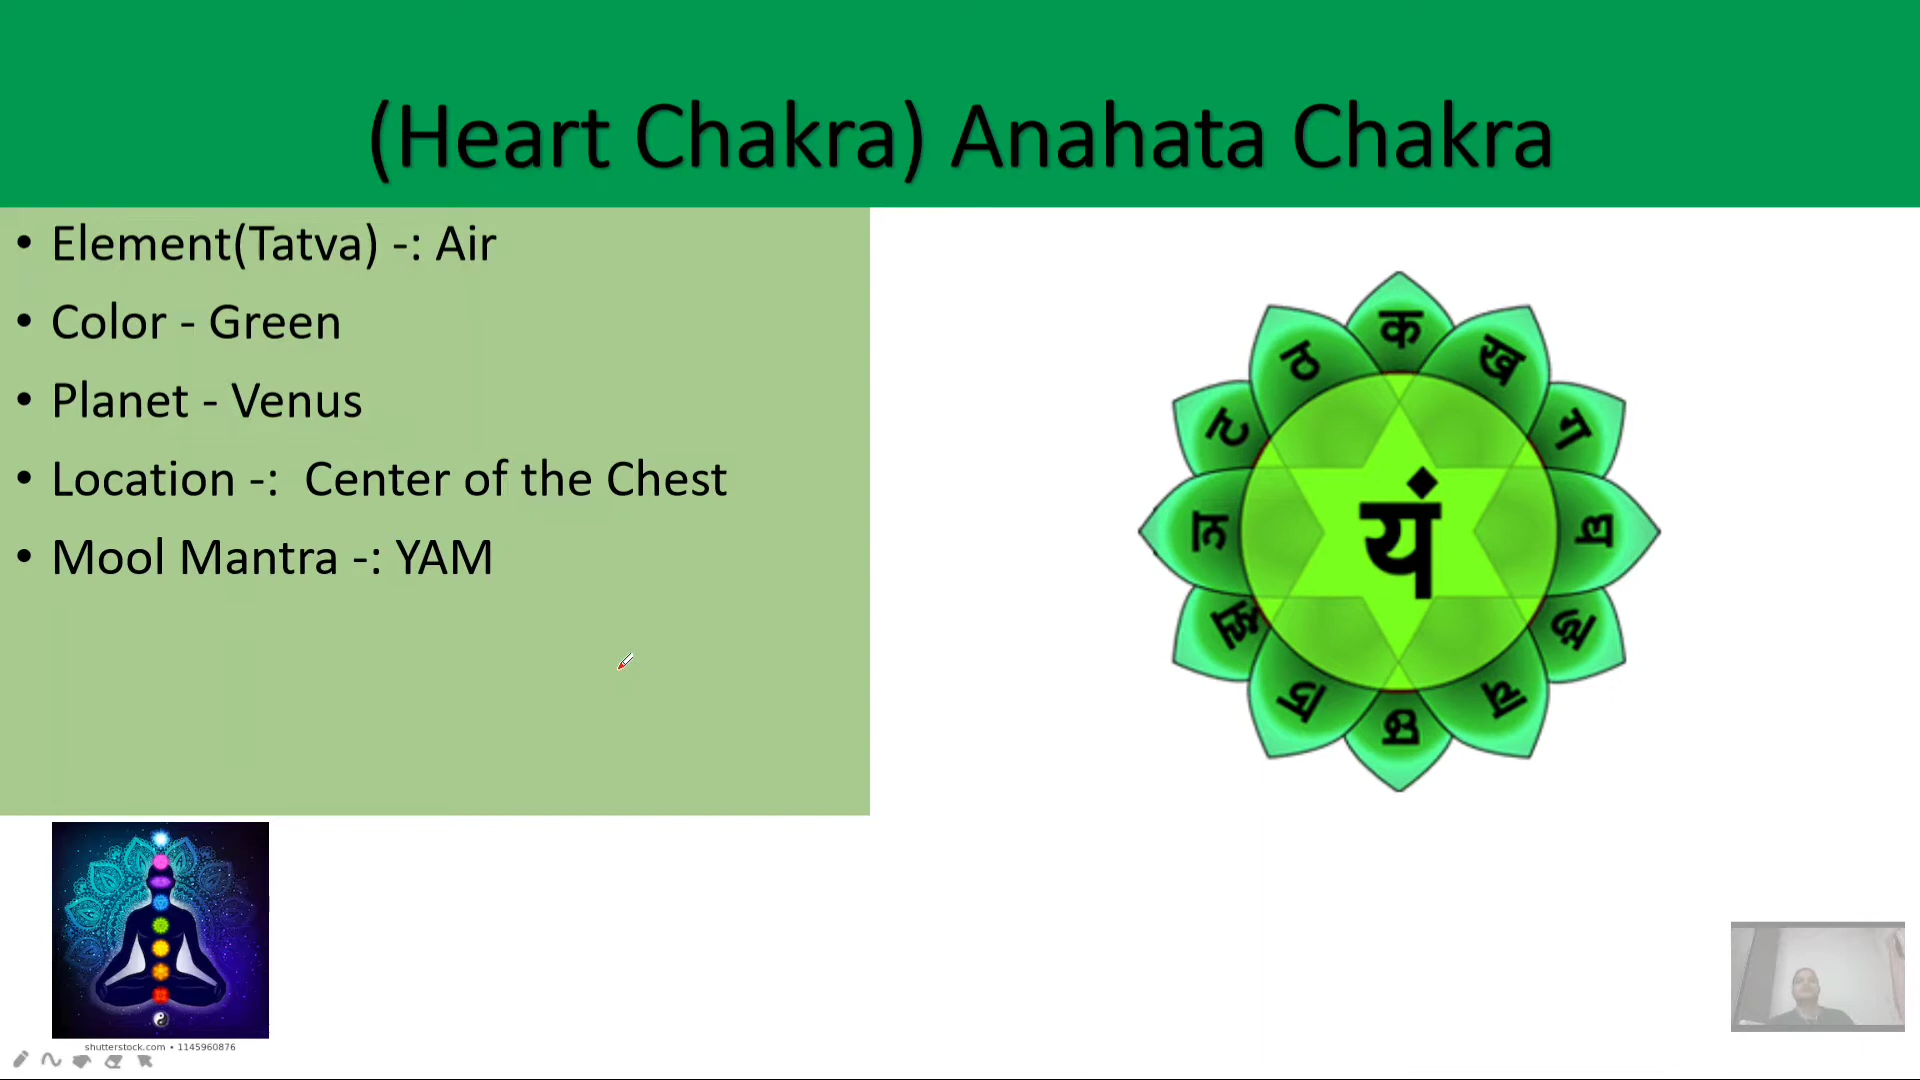 (Heart Chakra) Anahata Chakra
• Element(Tatva) -: Air
• Color - Green
• Planet - Venus
• Location -:  Center of the Chest
• Mool Mantra -: YAM
क
ख
ग
घ
ङ
च
छ
ज
झ
ञ
ट
ठ
यं
shutterstock.com • 1145960876